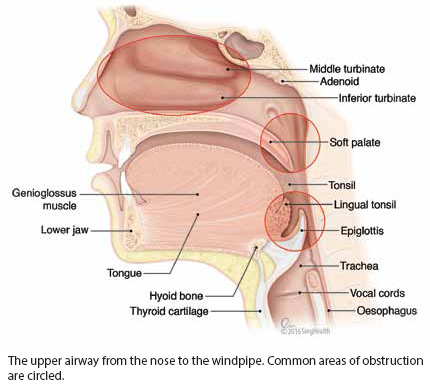 Middle turbinate
Adenoid
Inferior turbinate
Soft palate
Tonsil
Lingual tonsil
Genioglossus
muscle
Epiglottis
Lower jaw
Trachea
Tongue
Vocal cords
Hyoid bone
Thyroid cartilage
Oesophagus
©2016SingHealth
The upper airway from the nose to the windpipe. Common areas of obstruction
are circled.